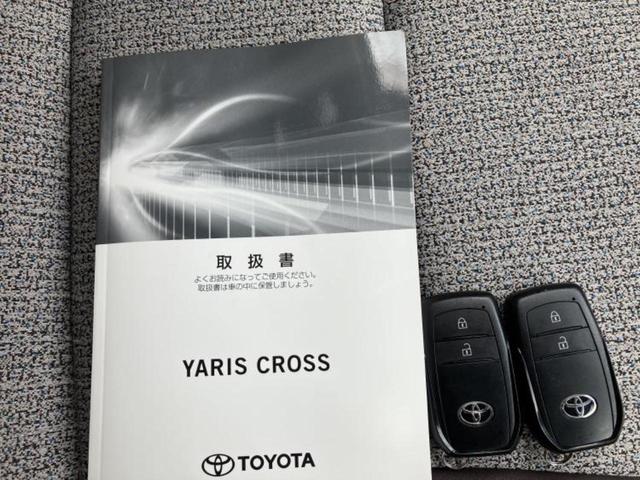 取扱書
よくお読みになってご使用ください。
取扱書は車の中に保管しましょう。
YARIS CROSS
TOYOTA